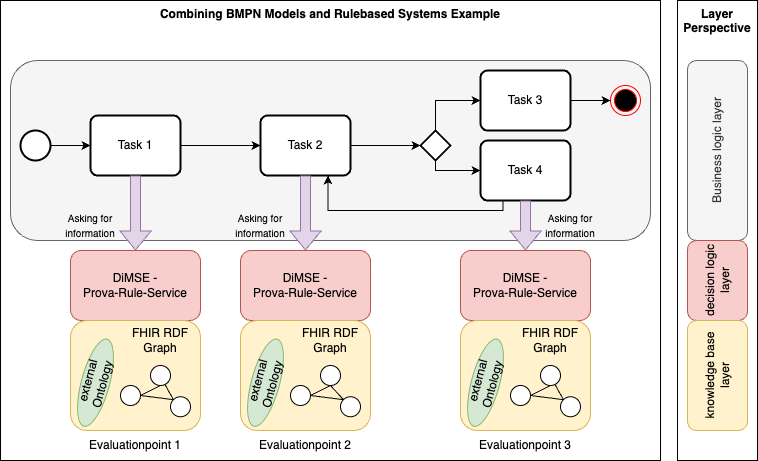 Combining BMPN Models and Rulebased Systems Example
Layer
Perspective
Task 1
Task 2
Task 3
Task 4
Asking for
information
Asking for
information
Asking for
information
DiMSE -
Prova-Rule-Service
DiMSE -
Prova-Rule-Service
DiMSE -
Prova-Rule-Service
FHIR RDF
Graph
external
Ontology
FHIR RDF
Graph
external
Ontology
FHIR RDF
Graph
external
Ontology
Evaluationpoint 1
Evaluationpoint 2
Evaluationpoint 3
Business logic layer
decision logic
layer
knowledge base
layer